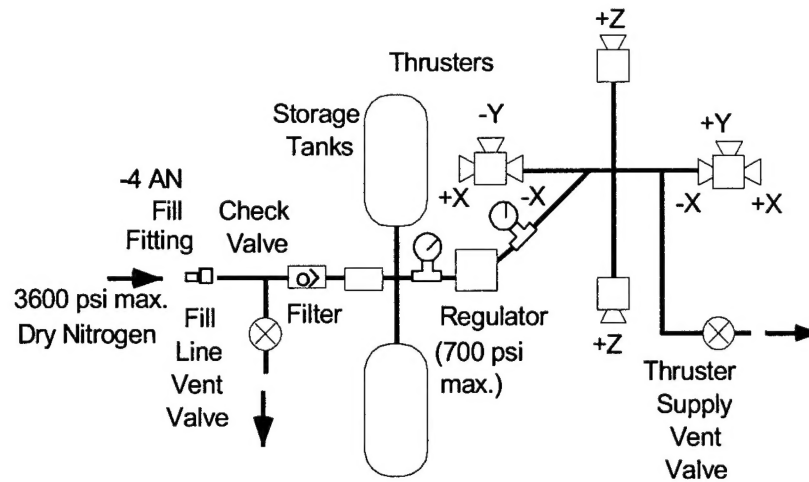 +Z
Thrusters
Storage
Tanks
-Y
+Y
+X
-X
-X
+X
-4 AN
Fill
Fitting
Check
Valve
3600 psi max.
Dry Nitrogen
Fill
Line
Vent
Valve
Filter
Regulator
(700 psi
max.)
+Z
Thruster
Supply
Vent
Valve